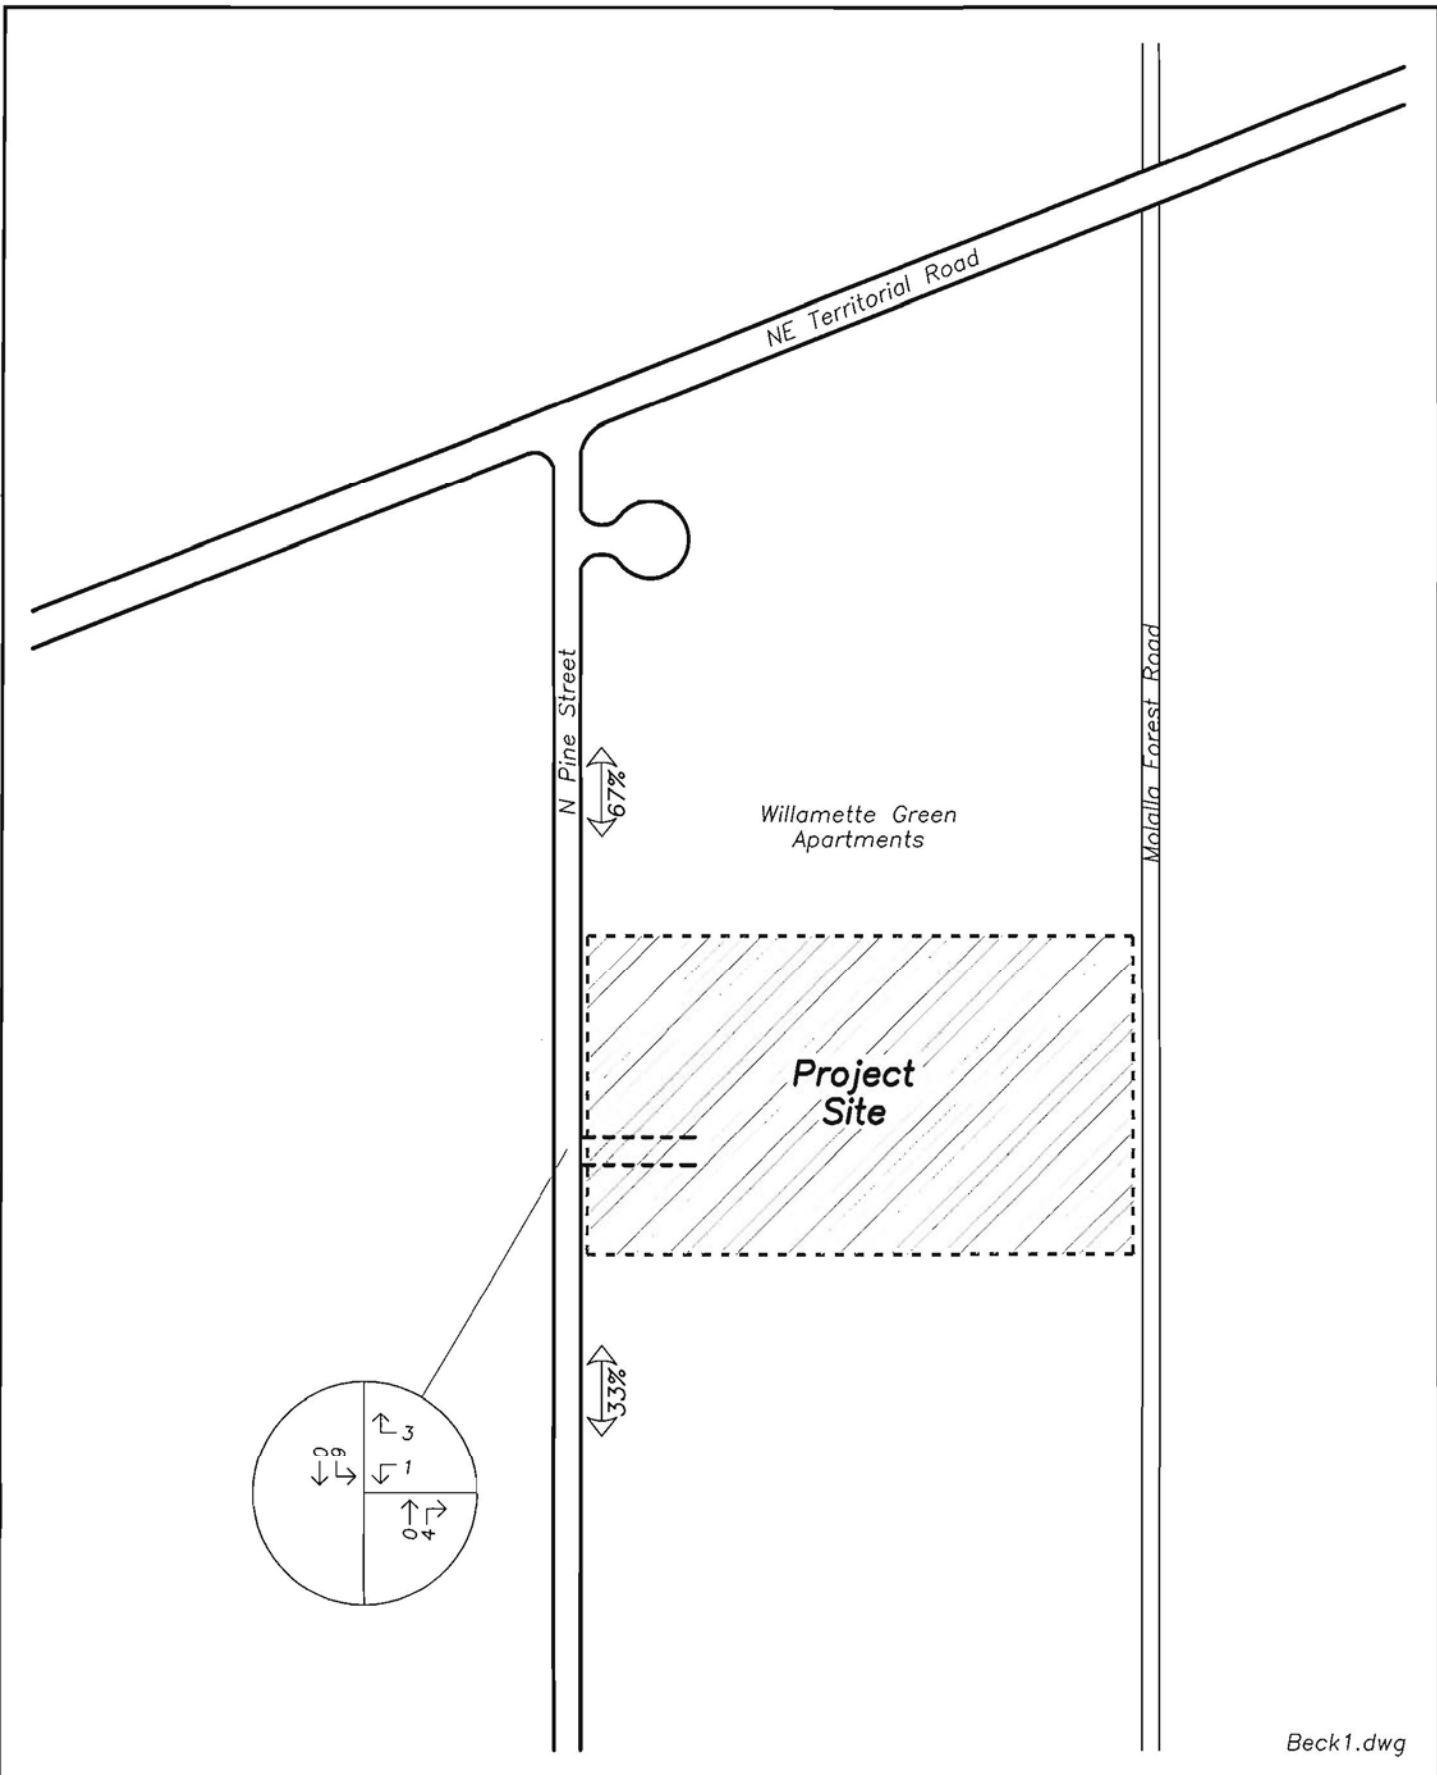 NE Territorial Road
N Pine Street
Molalla Forest Road
67%
Willamette Green
Apartments
Project
Site
33%
3
0
9
1
0
4
Beck1.dwg